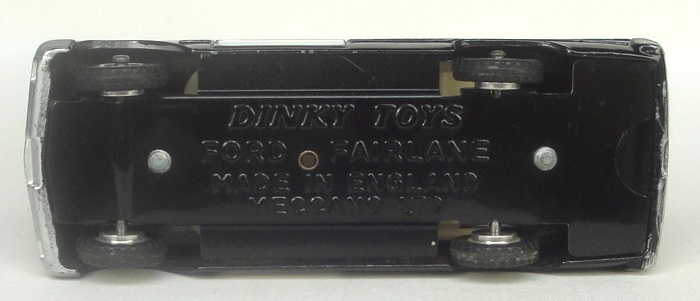 DINKY TOYS
FORD FAIRLANE
MADE IN ENGLAND
MECCANO LTD